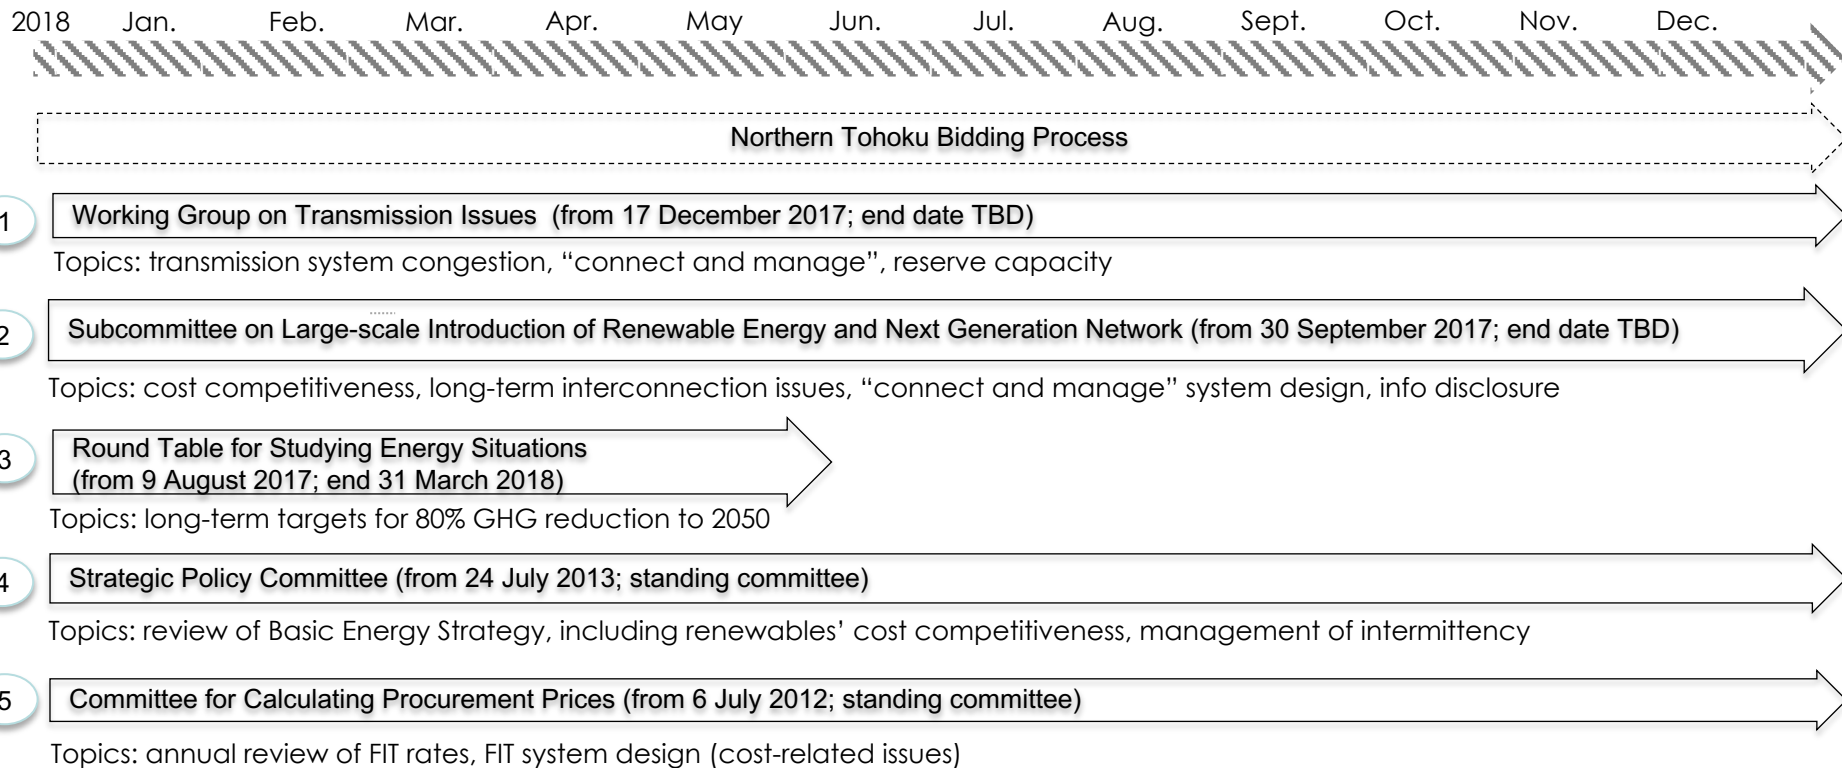 2018 Jan. Feb. Mar. Apr. May Jun. Jul. Aug. Sept. Oct. Nov. Dec.
Northern Tohoku Bidding Process
1 Working Group on Transmission Issues (from 17 December 2017; end date TBD)
Topics: transmission system congestion, “connect and manage”, reserve capacity
2 Subcommittee on Large-scale Introduction of Renewable Energy and Next Generation Network (from 30 September 2017; end date TBD)
Topics: cost competitiveness, long-term interconnection issues, “connect and manage” system design, info disclosure
3 Round Table for Studying Energy Situations
(from 9 August 2017; end 31 March 2018)
Topics: long-term targets for 80% GHG reduction to 2050
4 Strategic Policy Committee (from 24 July 2013; standing committee)
Topics: review of Basic Energy Strategy, including renewables’ cost competitiveness, management of intermittency
5 Committee for Calculating Procurement Prices (from 6 July 2012; standing committee)
Topics: annual review of FIT rates, FIT system design (cost-related issues)